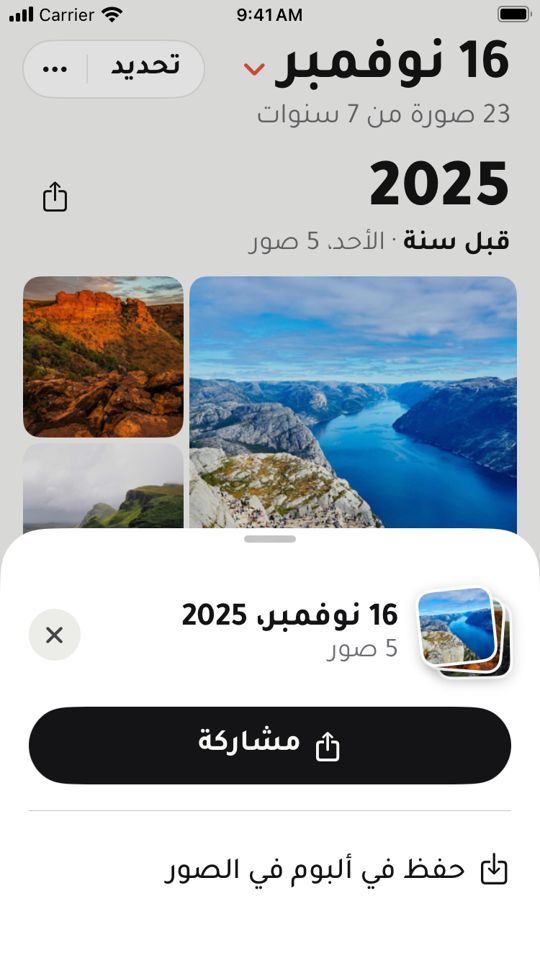 Carrier 9:41 AM
16 نوفمبر
تحديد
23 صورة من 7 سنوات
2025
قبل سنة · الأحد، 5 صور
16 نوفمبر، 2025
5 صور
مشاركة
حفظ في ألبوم في الصور